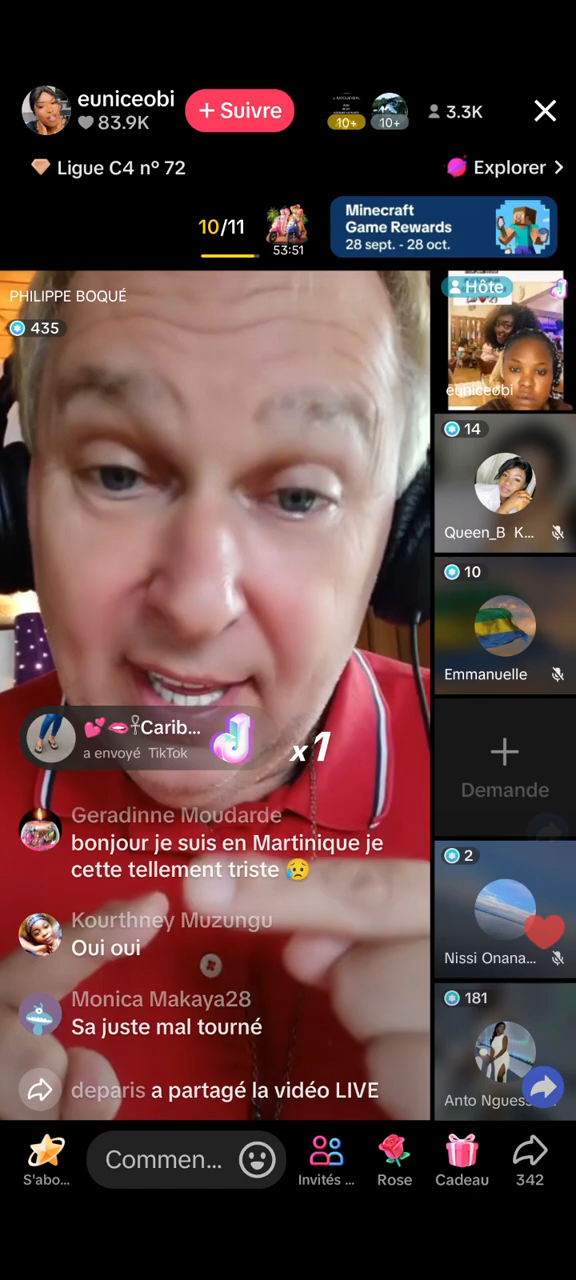 euniceobi
83.9K
+ Suivre
10+
10+
3.3K
Ligue C4 nº 72
Explorer
10/11
53:51
Minecraft
Game Rewards
28 sept. - 28 oct.
PHILIPPE BOQUÉ
435
Hôte
euniceobi
14
Queen_B K...
10
Emmanuelle
Demande
2
Nissi Onana...
181
Anto Ngues
Carib...
a envoyé TikTok
x1
Geradinne Moudarde
bonjour je suis en Martinique je
cette tellement triste 😥
Kourthney Muzungu
Oui oui
Monica Makaya28
Sa juste mal tourné
deparis a partagé la vidéo LIVE
S'abo...
Commen...
Invités ...
Rose
Cadeau
342